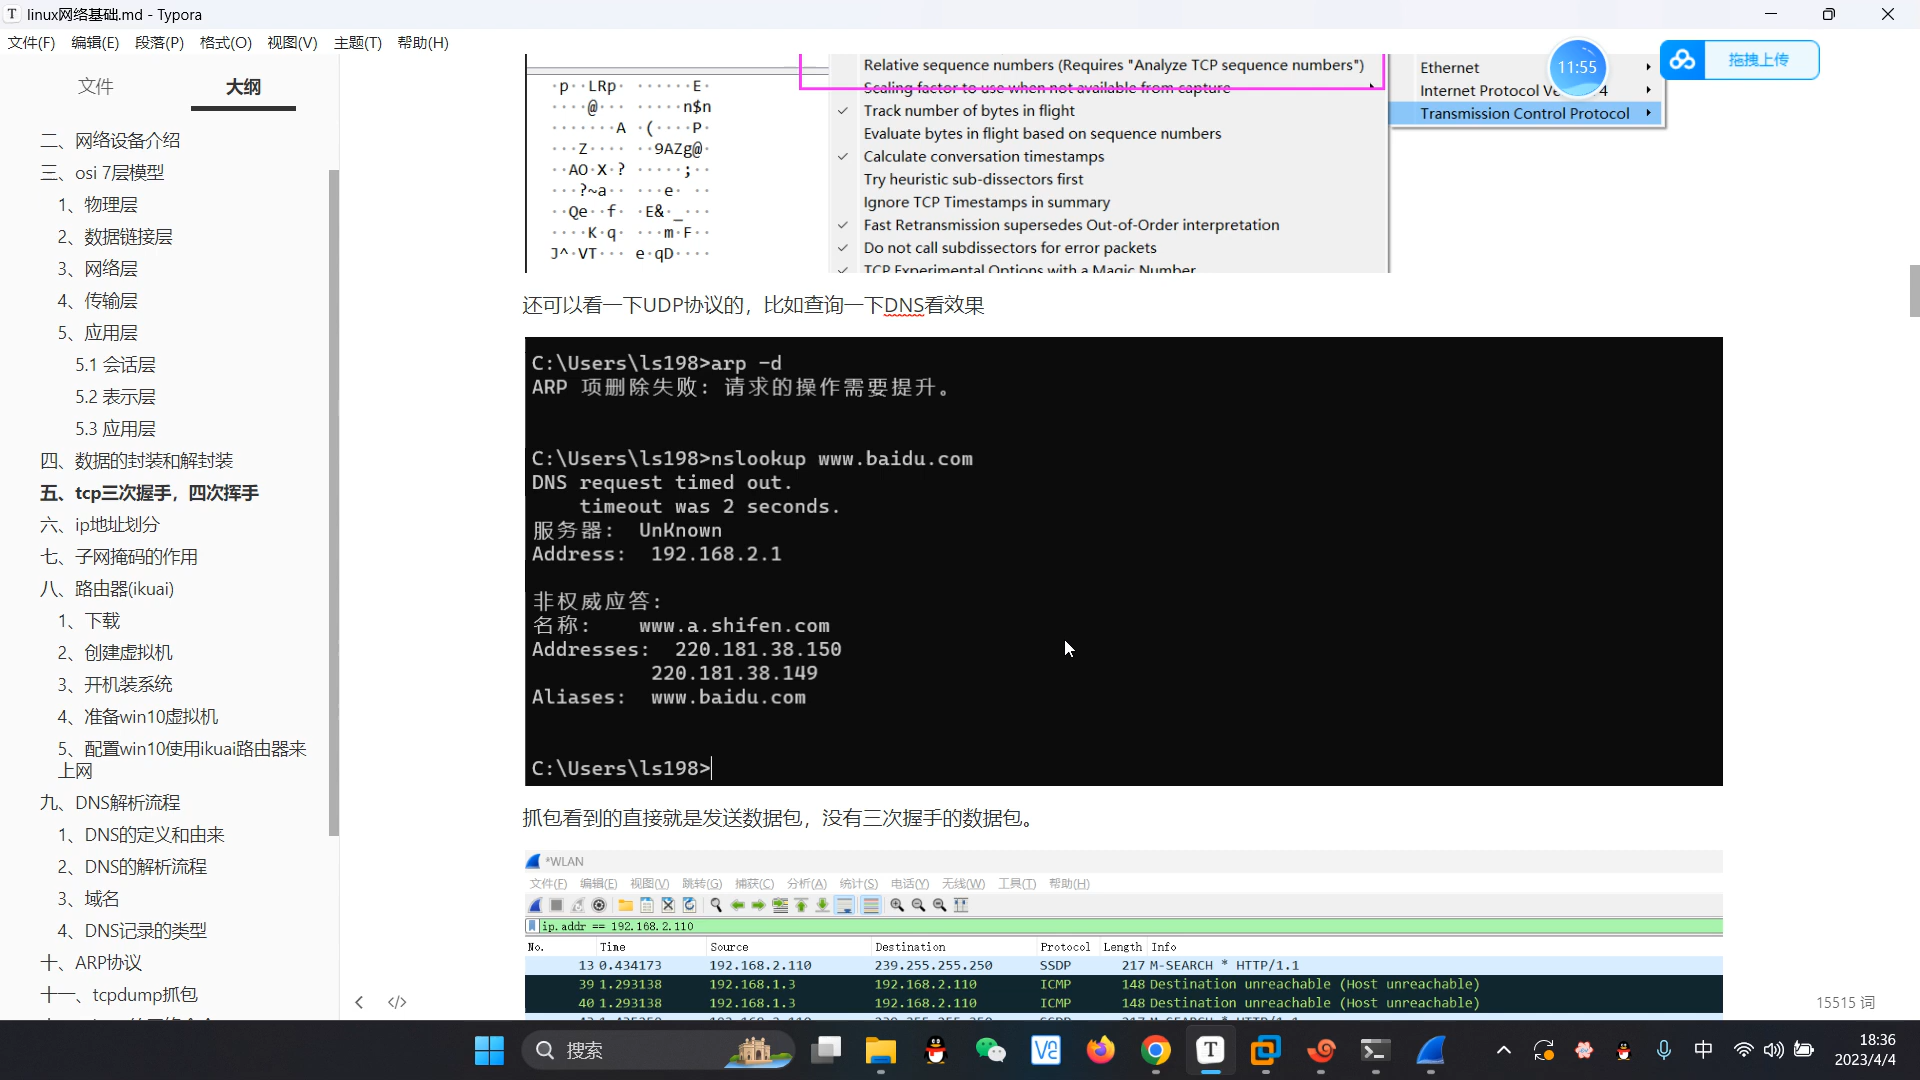 linux网络基础.md - Typora
文件(F) 编辑(E) 段落(P) 格式(O) 视图(V) 主题(T) 帮助(H)
文件 大纲
二、网络设备介绍
三、osi 7层模型
1、物理层
2、数据链接层
3、网络层
4、传输层
5、应用层
5.1 会话层
5.2 表示层
5.3 应用层
四、数据的封装和解封装
五、tcp三次握手，四次挥手
六、ip地址划分
七、子网掩码的作用
八、路由器(ikuai)
1、下载
2、创建虚拟机
3、开机装系统
4、准备win10虚拟机
5、配置win10使用ikuai路由器来
上网
九、DNS解析流程
1、DNS的定义和由来
2、DNS的解析流程
3、域名
4、DNS记录的类型
十、ARP协议
十一、tcpdump抓包
·p··LRp· ······E·
····@··· ····n$n
·······A ·(····P·
···Z···· ··9AZg@·
··AO·X·? ·····;··
···?~a·· ···e· ··
··Qe··f· ·E&·_···
····K·q· ···m·F··
J^·VT··· e·qD····
Relative sequence numbers (Requires "Analyze TCP sequence numbers")
Scaling factor to use when not available from capture
Track number of bytes in flight
Evaluate bytes in flight based on sequence numbers
Calculate conversation timestamps
Try heuristic sub-dissectors first
Ignore TCP Timestamps in summary
Fast Retransmission supersedes Out-of-Order interpretation
Do not call subdissectors for error packets
TCP Experimental Options with a Magic Number
Ethernet
Internet Protocol Ve 4
Transmission Control Protocol
11:55
拖拽上传
还可以看一下UDP协议的，比如查询一下DNS看效果
C:\Users\ls198>arp -d
ARP 项删除失败: 请求的操作需要提升。
C:\Users\ls198>nslookup www.baidu.com
DNS request timed out.
timeout was 2 seconds.
服务器: UnKnown
Address: 192.168.2.1
非权威应答:
名称: www.a.shifen.com
Addresses: 220.181.38.150
220.181.38.149
Aliases: www.baidu.com
C:\Users\ls198>
抓包看到的直接就是发送数据包，没有三次握手的数据包。
*WLAN
文件(F) 编辑(E) 视图(V) 跳转(G) 捕获(C) 分析(A) 统计(S) 电话(Y) 无线(W) 工具(T) 帮助(H)
ip.addr == 192.168.2.110
No. Time Source Destination Protocol Length Info
13 0.434173 192.168.2.110 239.255.255.250 SSDP 217 M-SEARCH * HTTP/1.1
39 1.293138 192.168.1.3 192.168.2.110 ICMP 148 Destination unreachable (Host unreachable)
40 1.293138 192.168.1.3 192.168.2.110 ICMP 148 Destination unreachable (Host unreachable)
15515 词
搜索
中
18:36
2023/4/4